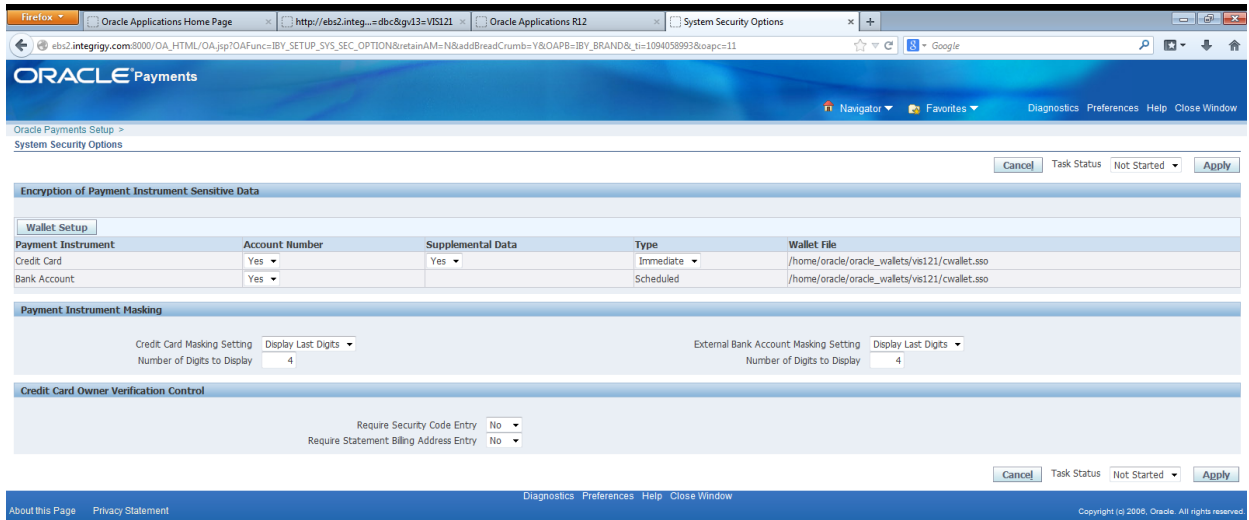 Firefox
Oracle Applications Home Page × http://ebs2.integ...=dbc&gv13=VIS121 × Oracle Applications R12 × System Security Options × +
ebs2.integrigy.com:8000/OA_HTML/OA.jsp?OAFunc=IBY_SETUP_SYS_SEC_OPTION&retainAM=N&addBreadCrumb=Y&OAPB=IBY_BRAND&_ti=1094058993&oapc=11 Google
ORACLE Payments
Navigator Favorites Diagnostics Preferences Help Close Window
Oracle Payments Setup >
System Security Options
Cancel Task Status Not Started Apply
Encryption of Payment Instrument Sensitive Data
Wallet Setup
Payment Instrument Account Number Supplemental Data Type Wallet File
Credit Card Yes Yes Immediate /home/oracle/oracle_wallets/vis121/cwallet.sso
Bank Account Yes Scheduled /home/oracle/oracle_wallets/vis121/cwallet.sso
Payment Instrument Masking
Credit Card Masking Setting Display Last Digits External Bank Account Masking Setting Display Last Digits
Number of Digits to Display 4 Number of Digits to Display 4
Credit Card Owner Verification Control
Require Security Code Entry No
Require Statement Billing Address Entry No
Cancel Task Status Not Started Apply
Diagnostics Preferences Help Close Window
About this Page Privacy Statement Copyright (c) 2006, Oracle. All rights reserved.